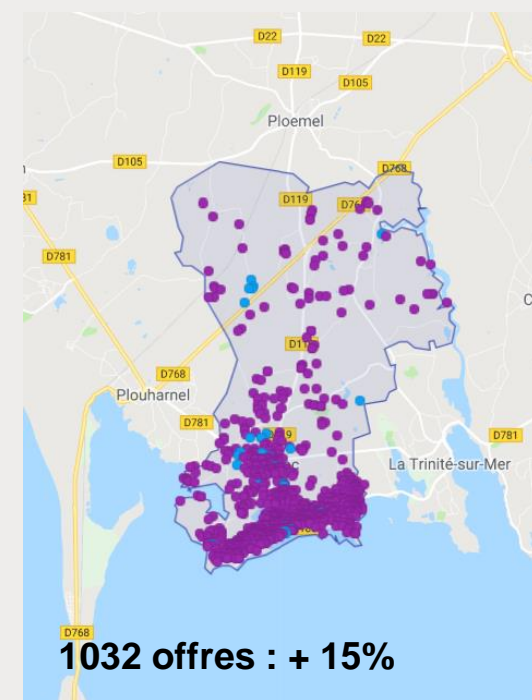 D22
D22
D119
D105
Ploemel
D105
D768
D119
D781
D768
Plouharnel
D781
D781
La Trinité-sur-Mer
D768
1032 offres : + 15%